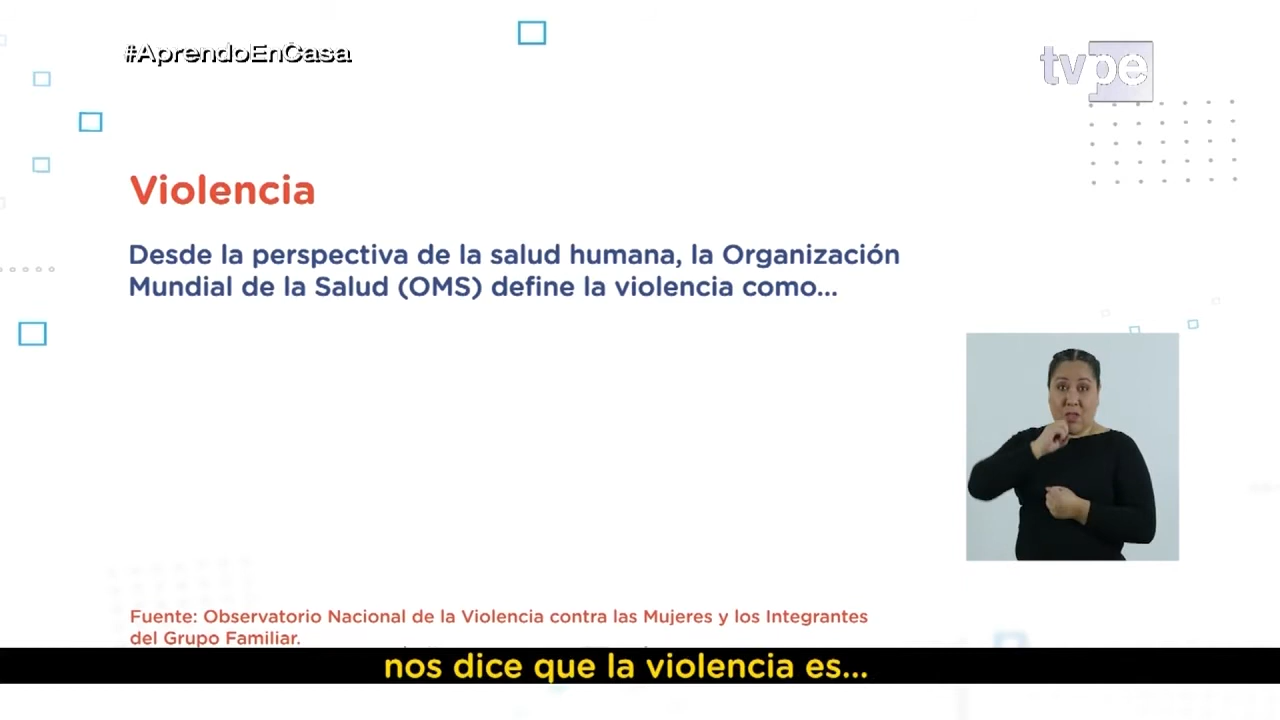 #AprendoEnCasa
tvpe
Violencia
Desde la perspectiva de la salud humana, la Organización
Mundial de la Salud (OMS) define la violencia como...
Fuente: Observatorio Nacional de la Violencia contra las Mujeres y los Integrantes
del Grupo Familiar.
nos dice que la violencia es...